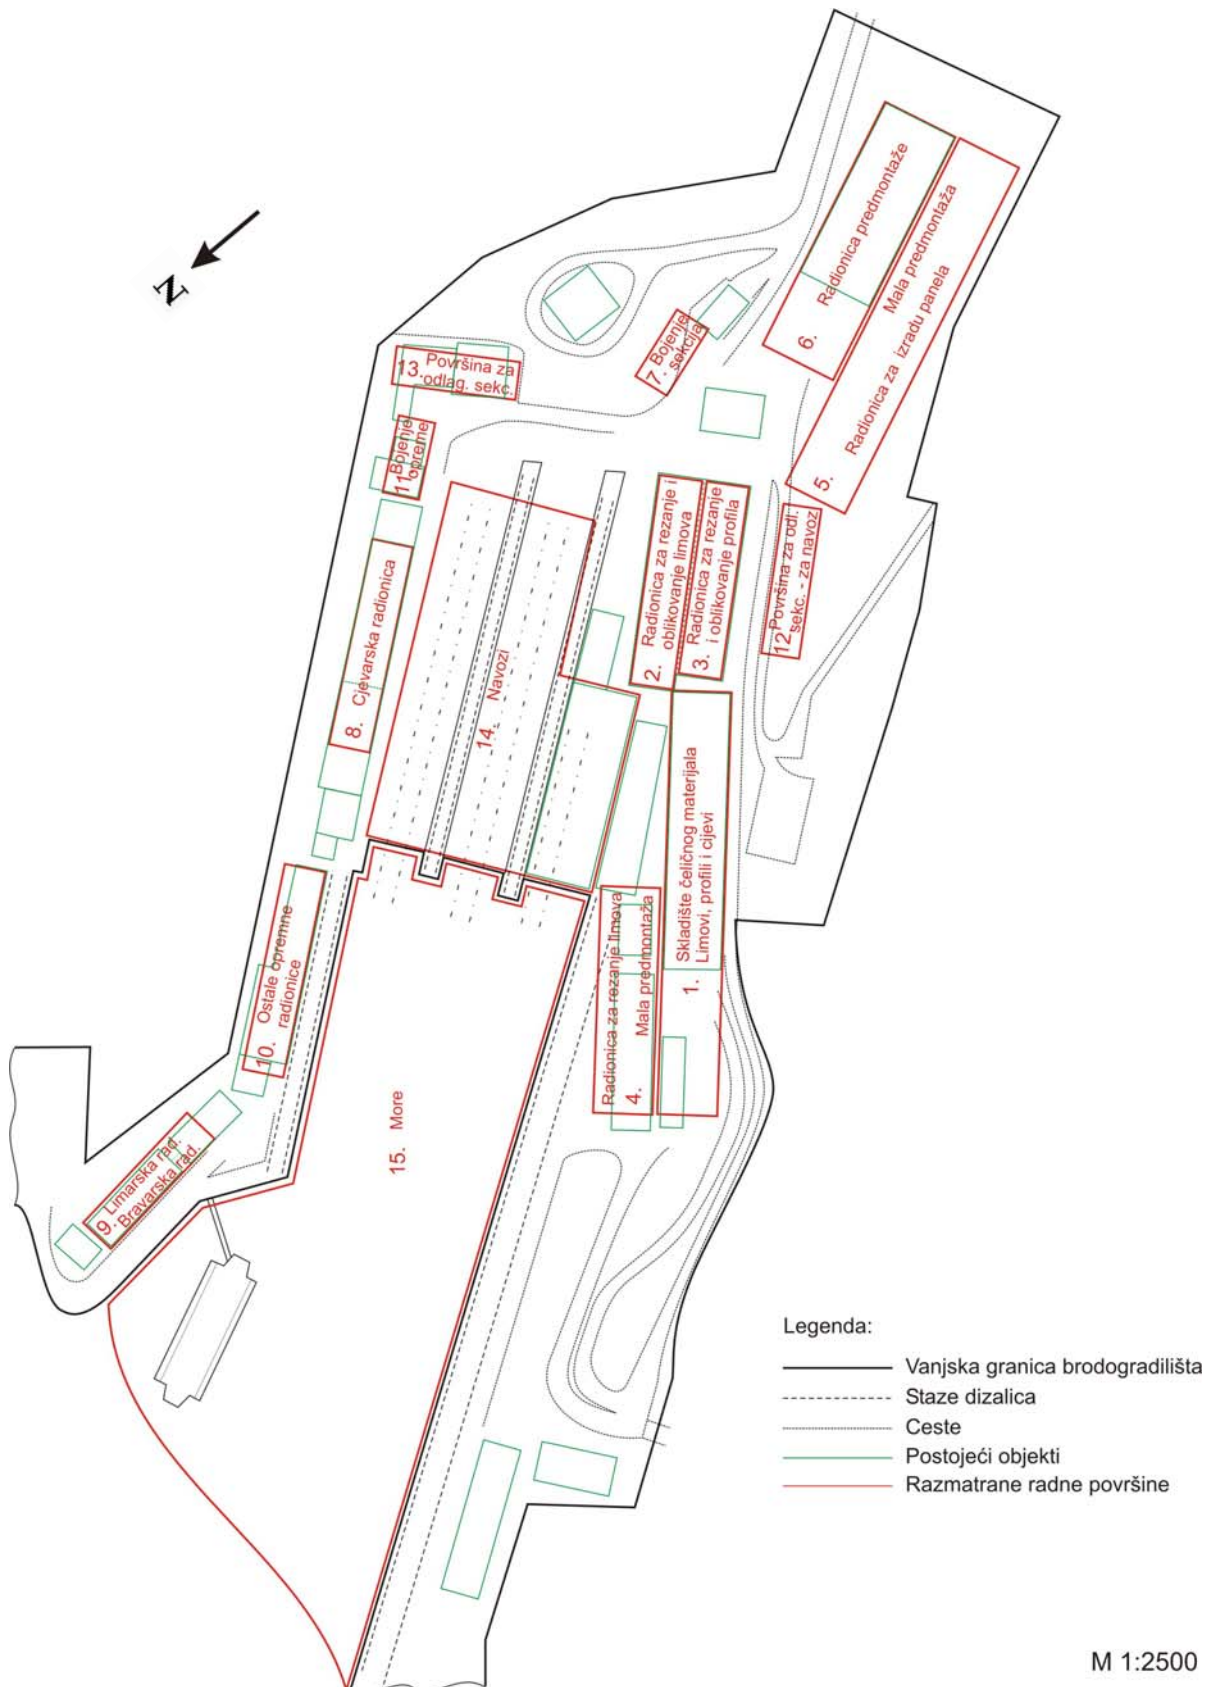 N
6. Radionica predmontaže
Mala predmontaža
5. Radionica za izradu panela
7. Bojenje
sekcija
13. Površina za
odlag. sekc.
11. Bojenje
opreme
2. Radionica za rezanje i
oblikovanje limova
3. Radionica za rezanje
i oblikovanje profila
12. Površina za odl.
sekc. - za navoz
8. Cjevarska radionica
14. Navozi
Skladište čeličnog materijala
1. Limovi, profili i cijevi
Radionica za rezanje limova
4. Mala predmontaža
10. Ostale opremne
radionice
15. More
9. Limarska rad.
Bravarska rad.
Legenda:
Vanjska granica brodogradilišta
Staze dizalica
Ceste
Postojeći objekti
Razmatrane radne površine
M 1:2500